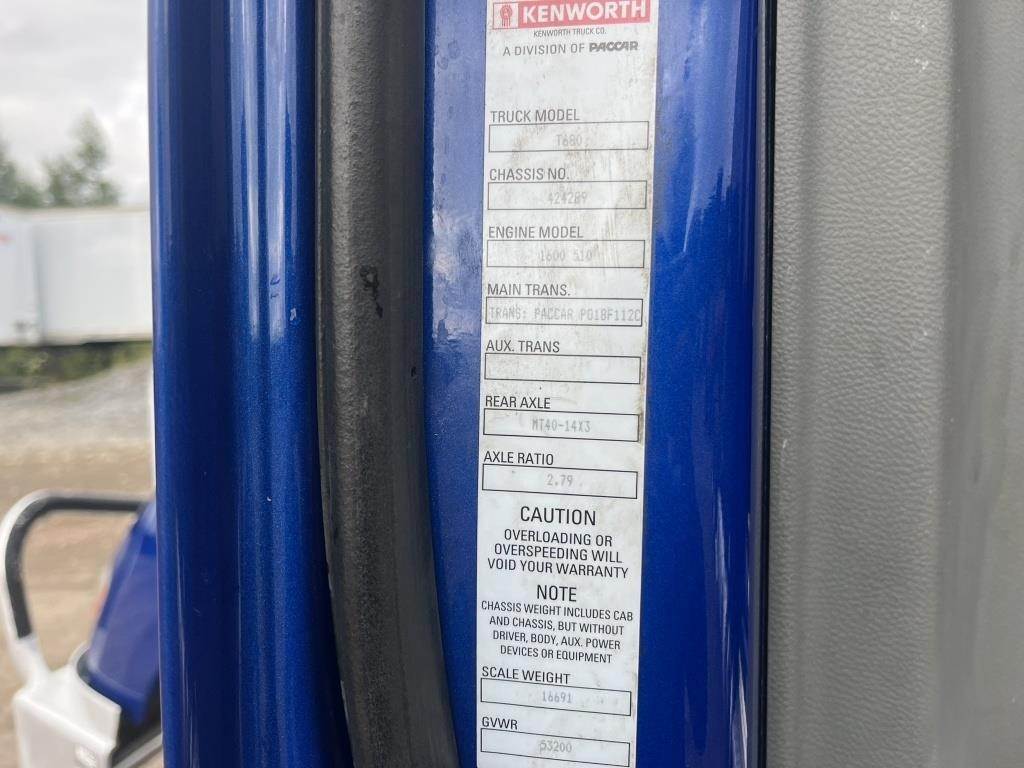 KENWORTH
KENWORTH TRUCK CO.
A DIVISION OF PACCAR
TRUCK MODEL
T680
CHASSIS NO.
424289
ENGINE MODEL
1600 510
MAIN TRANS.
TRANS: PACCAR PO18F112C
AUX. TRANS
REAR AXLE
MT40-14X3
AXLE RATIO
2.79
CAUTION
OVERLOADING OR
OVERSPEEDING WILL
VOID YOUR WARRANTY
NOTE
CHASSIS WEIGHT INCLUDES CAB
AND CHASSIS, BUT WITHOUT
DRIVER, BODY, AUX. POWER
DEVICES OR EQUIPMENT
SCALE WEIGHT
16691
GVWR
53200